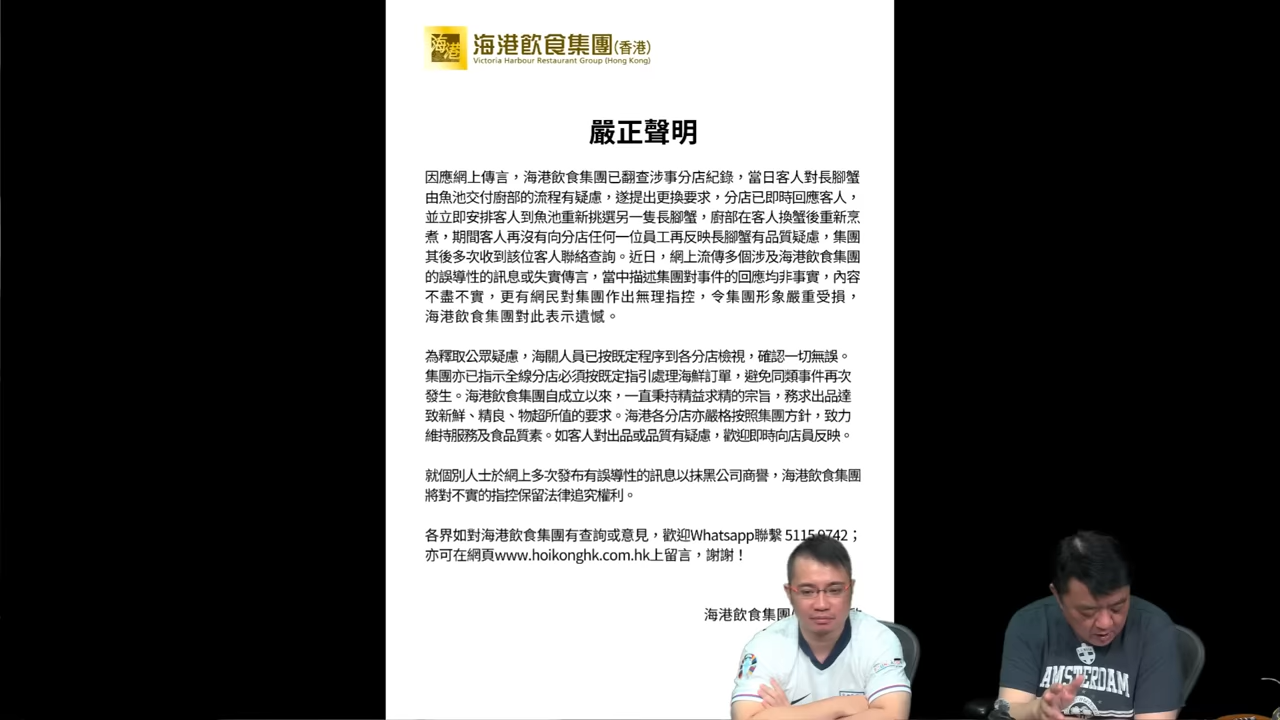 海港飲食集團(香港)
Victoria Harbour Restaurant Group (Hong Kong)
海港
嚴正聲明
因應網上傳言，海港飲食集團已翻查涉事分店紀錄，當日客人對長腳蟹
由魚池交付廚部的流程有疑慮，遂提出更換要求，分店已即時回應客人，
並立即安排客人到魚池重新挑選另一隻長腳蟹，廚部在客人換蟹後重新烹
煮，期間客人再沒有向分店任何一位員工再反映長腳蟹有品質疑慮，集團
其後多次收到該位客人聯絡查詢。近日，網上流傳多個涉及海港飲食集團
的誤導性的訊息或失實傳言，當中描述集團對事件的回應均非事實，內容
不盡不實，更有網民對集團作出無理指控，令集團形象嚴重受損，
海港飲食集團對此表示遺憾。
為釋取公眾疑慮，海關人員已按既定程序到各分店檢視，確認一切無誤。
集團亦已指示全線分店必須按既定指引處理海鮮訂單，避免同類事件再次
發生。海港飲食集團自成立以來，一直秉持精益求精的宗旨，務求出品達
致新鮮、精良、物超所值的要求。海港各分店亦嚴格按照集團方針，致力
維持服務及食品質素。如客人對出品或品質有疑慮，歡迎即時向店員反映。
就個別人士於網上多次發布有誤導性的訊息以抹黑公司商譽，海港飲食集團
將對不實的指控保留法律追究權利。
各界如對海港飲食集團有查詢或意見，歡迎Whatsapp聯繫 5115 9742；
亦可在網頁www.hoikonghk.com.hk上留言，謝謝！
海港飲食集團
AMSTERDAM